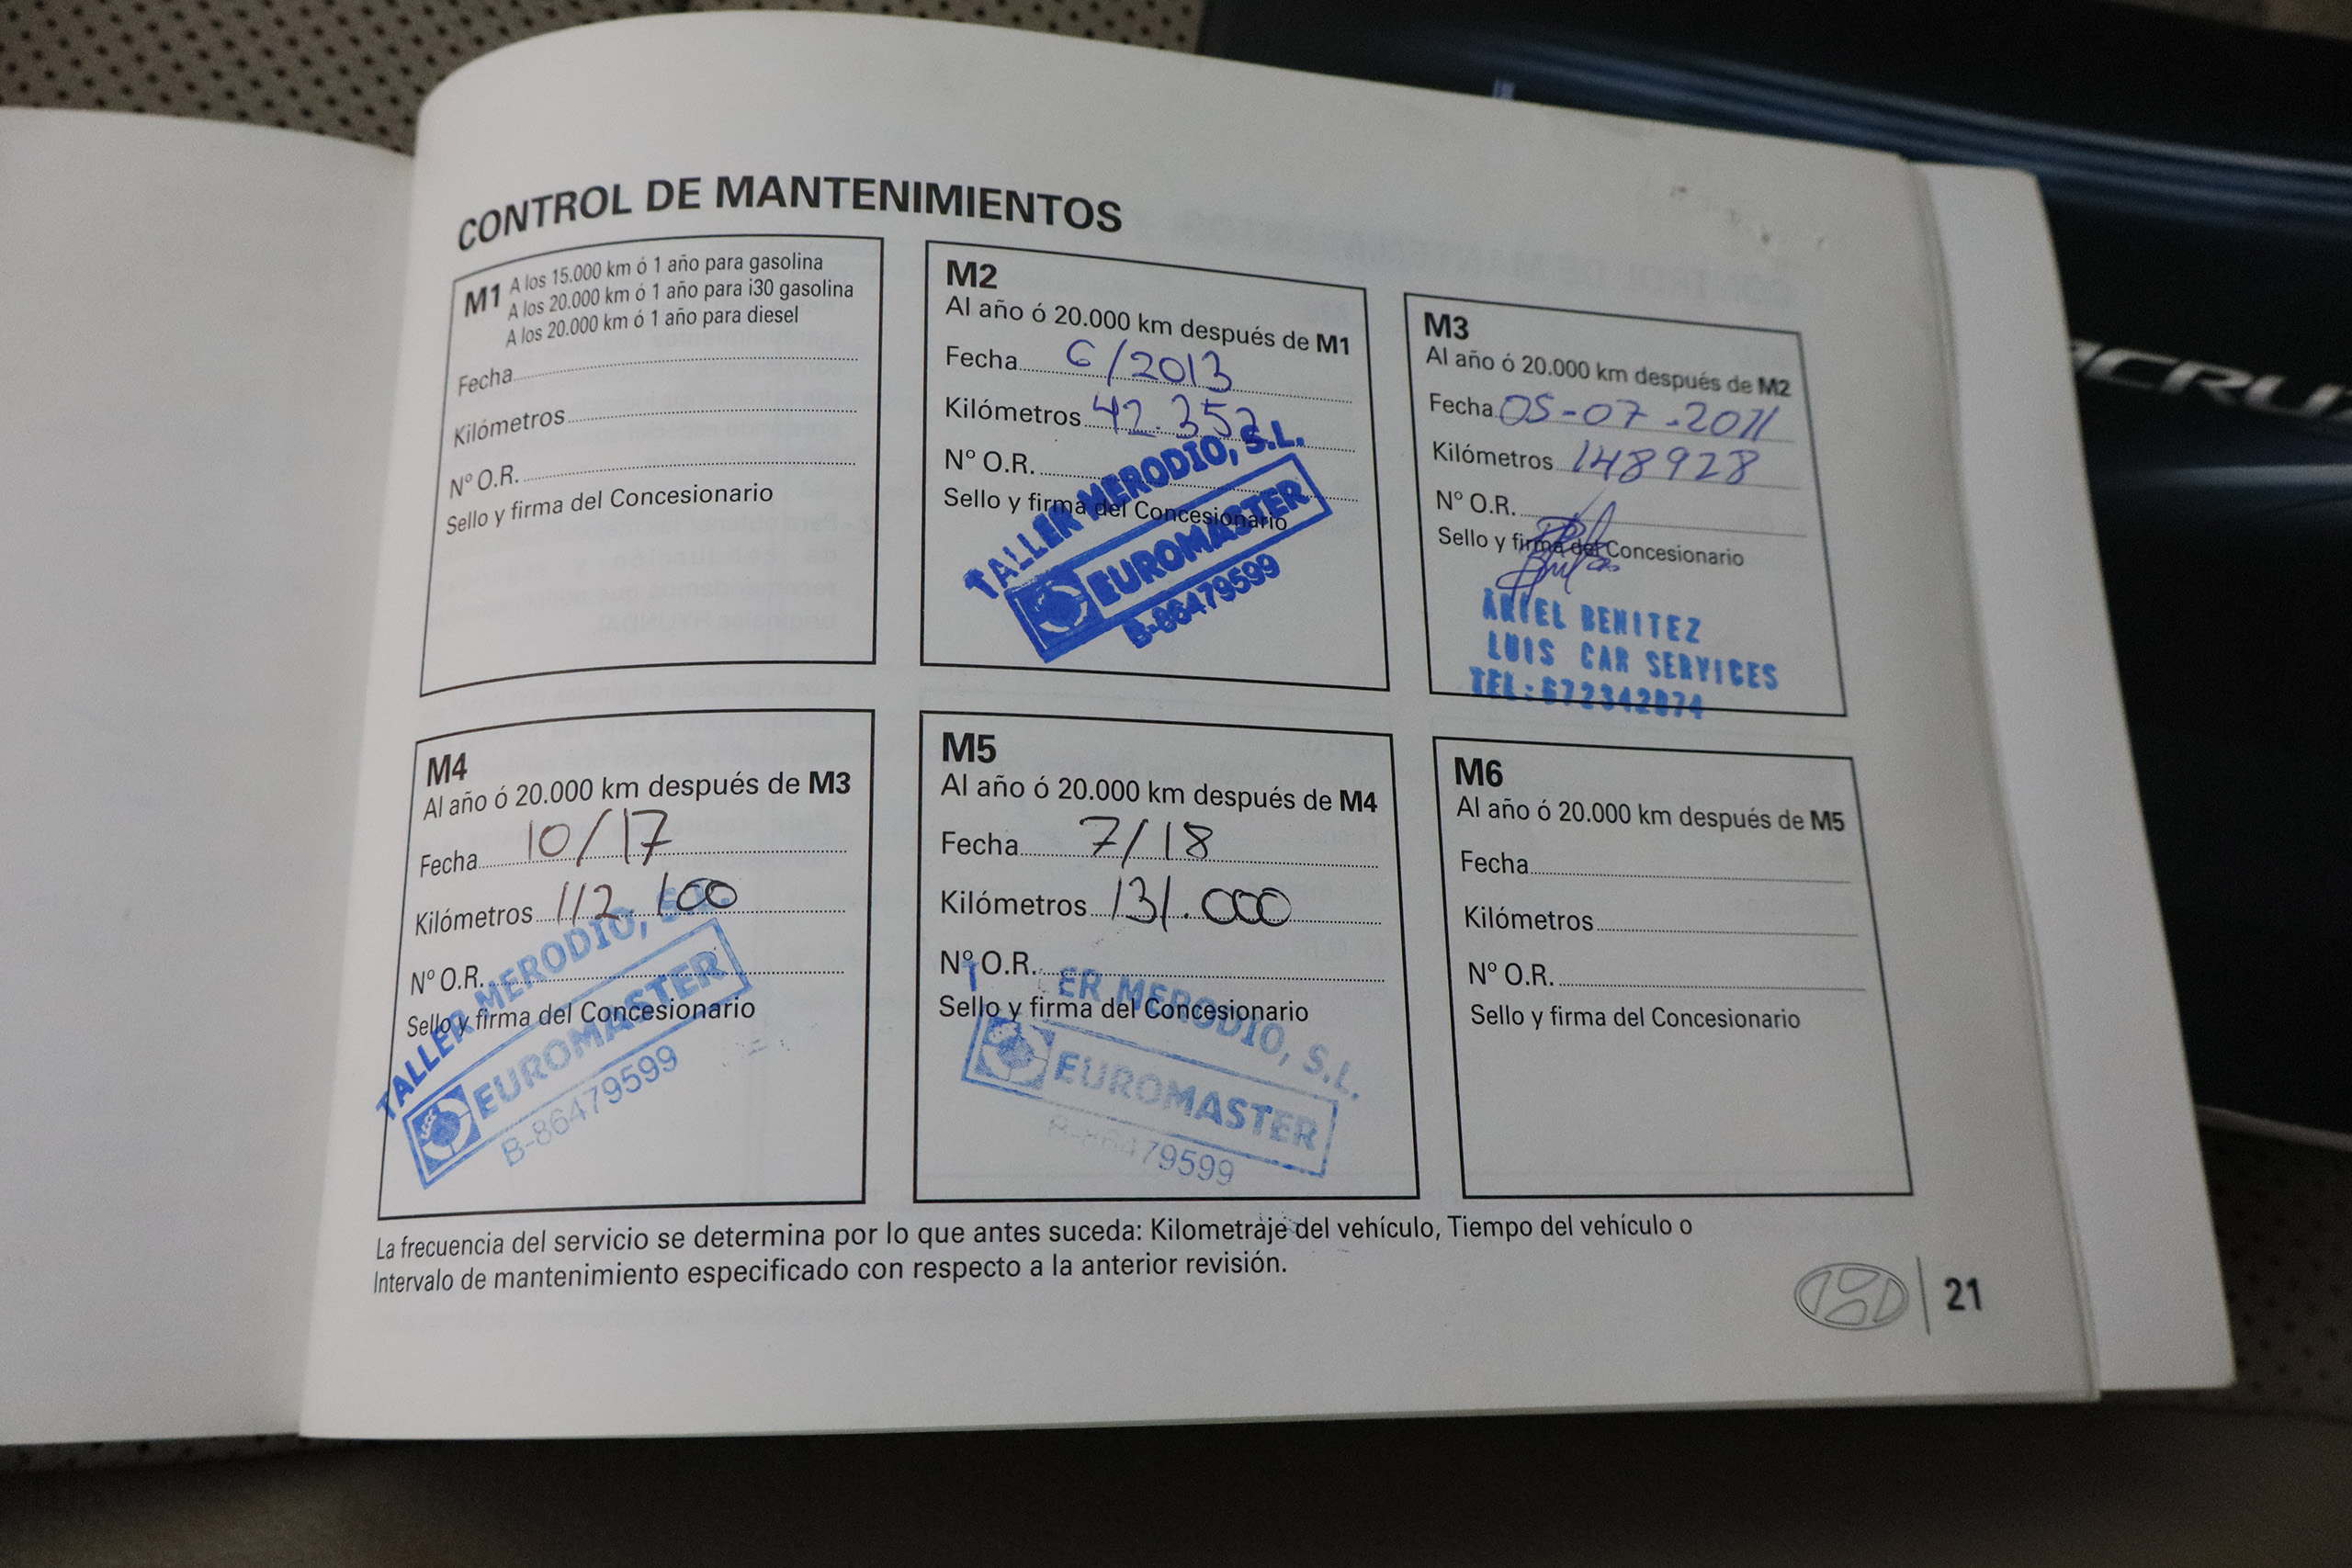 CONTROL DE MANTENIMIENTOS
M1 A los 15.000 km ó 1 año para gasolina
A los 20.000 km ó 1 año para i30 gasolina
A los 20.000 km ó 1 año para diesel
Fecha
Kilómetros
Nº O.R.
Sello y firma del Concesionario
M2
Al año ó 20.000 km después de M1
Fecha 6/2013
Kilómetros 42.352
Nº O.R.
Sello y firma del Concesionario
TALLER MERODIO, S.L.
EUROMASTER
B-86479599
M3
Al año ó 20.000 km después de M2
Fecha 05-07-2011
Kilómetros 148928
Nº O.R.
Sello y firma del Concesionario
ARIEL BENITEZ
LUIS CAR SERVICES
TEL: 672342874
M4
Al año ó 20.000 km después de M3
Fecha 10/17
Kilómetros 112.100
Nº O.R.
Sello y firma del Concesionario
TALLER MERODIO, S.L.
EUROMASTER
B-86479599
M5
Al año ó 20.000 km después de M4
Fecha 7/18
Kilómetros 131.000
Nº O.R.
Sello y firma del Concesionario
T ER MERODIO, S.L.
EUROMASTER
B-86479599
M6
Al año ó 20.000 km después de M5
Fecha
Kilómetros
Nº O.R.
Sello y firma del Concesionario
La frecuencia del servicio se determina por lo que antes suceda: Kilometraje del vehículo, Tiempo del vehículo o
Intervalo de mantenimiento especificado con respecto a la anterior revisión.
21